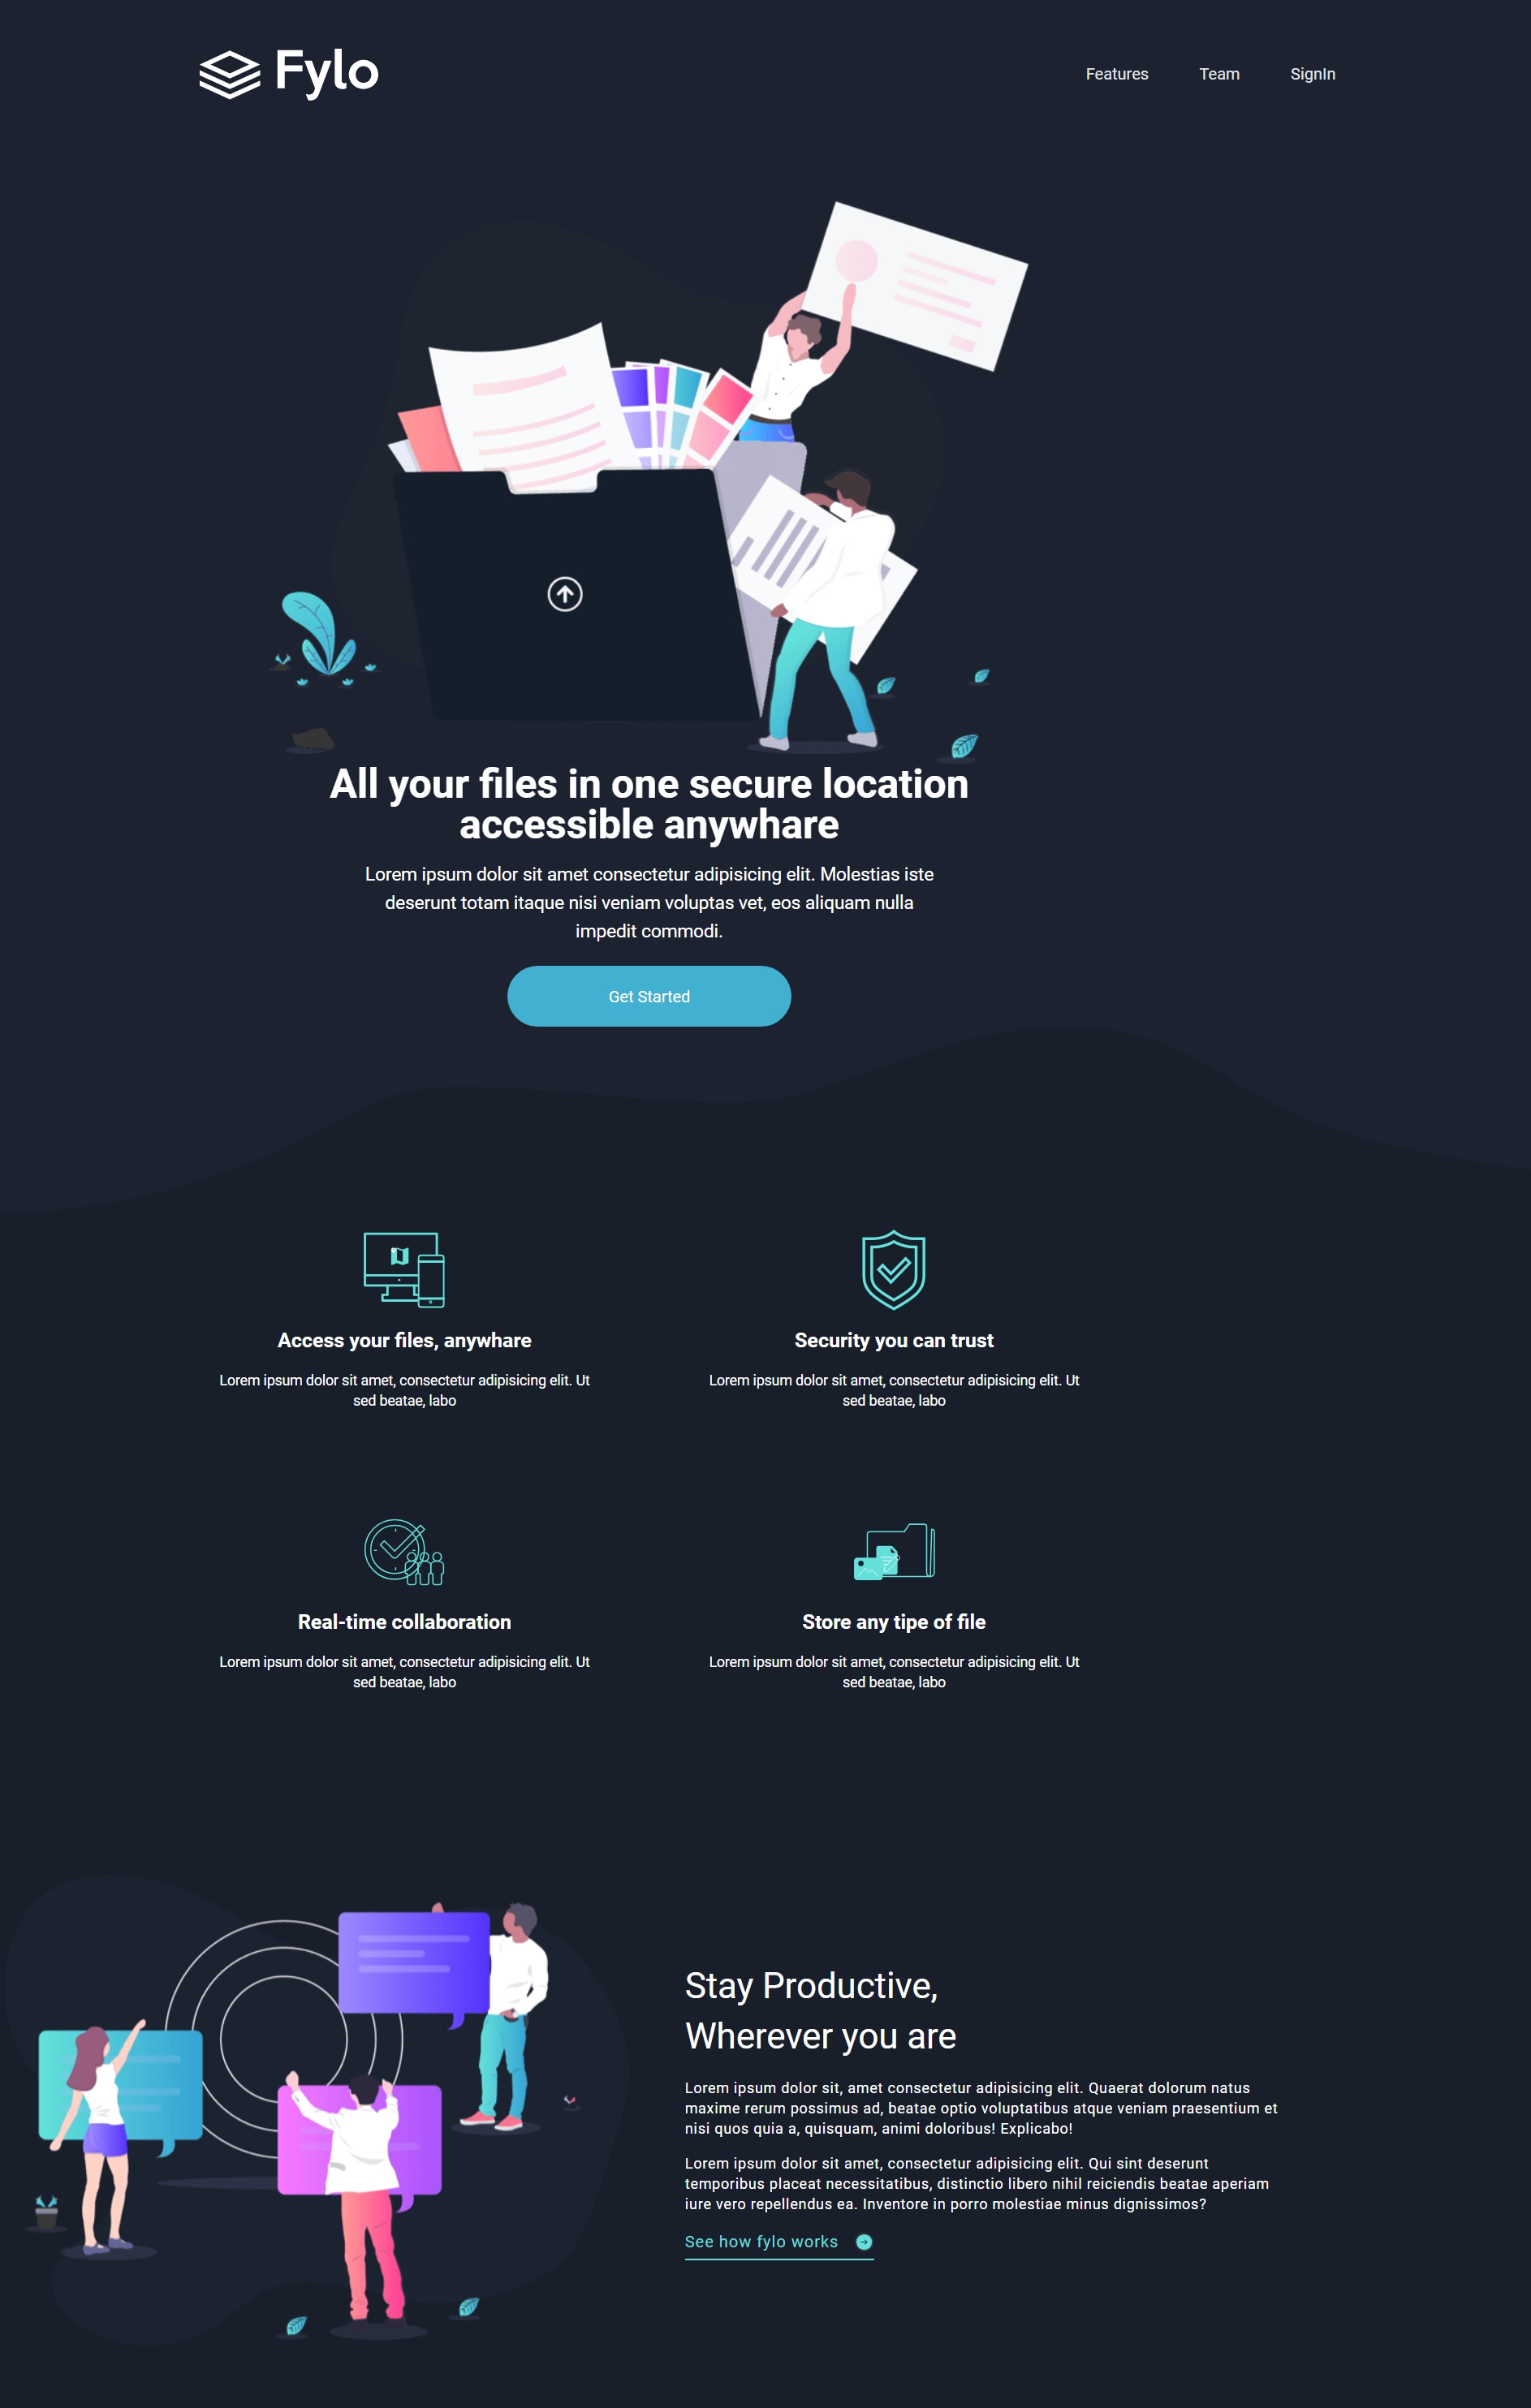 Fylo
Features
Team
SignIn
All your files in one secure location
accessible anywhare
Lorem ipsum dolor sit amet consectetur adipisicing elit. Molestias iste
deserunt totam itaque nisi veniam voluptas vet, eos aliquam nulla
impedit commodi.
Get Started
Access your files, anywhare
Lorem ipsum dolor sit amet, consectetur adipisicing elit. Ut
sed beatae, labo
Security you can trust
Lorem ipsum dolor sit amet, consectetur adipisicing elit. Ut
sed beatae, labo
Real-time collaboration
Lorem ipsum dolor sit amet, consectetur adipisicing elit. Ut
sed beatae, labo
Store any tipe of file
Lorem ipsum dolor sit amet, consectetur adipisicing elit. Ut
sed beatae, labo
Stay Productive,
Wherever you are
Lorem ipsum dolor sit, amet consectetur adipisicing elit. Quaerat dolorum natus
maxime rerum possimus ad, beatae optio voluptatibus atque veniam praesentium et
nisi quos quia a, quisquam, animi doloribus! Explicabo!
Lorem ipsum dolor sit amet, consectetur adipisicing elit. Qui sint deserunt
temporibus placeat necessitatibus, distinctio libero nihil reiciendis beatae aperiam
iure vero repellendus ea. Inventore in porro molestiae minus dignissimos?
See how fylo works